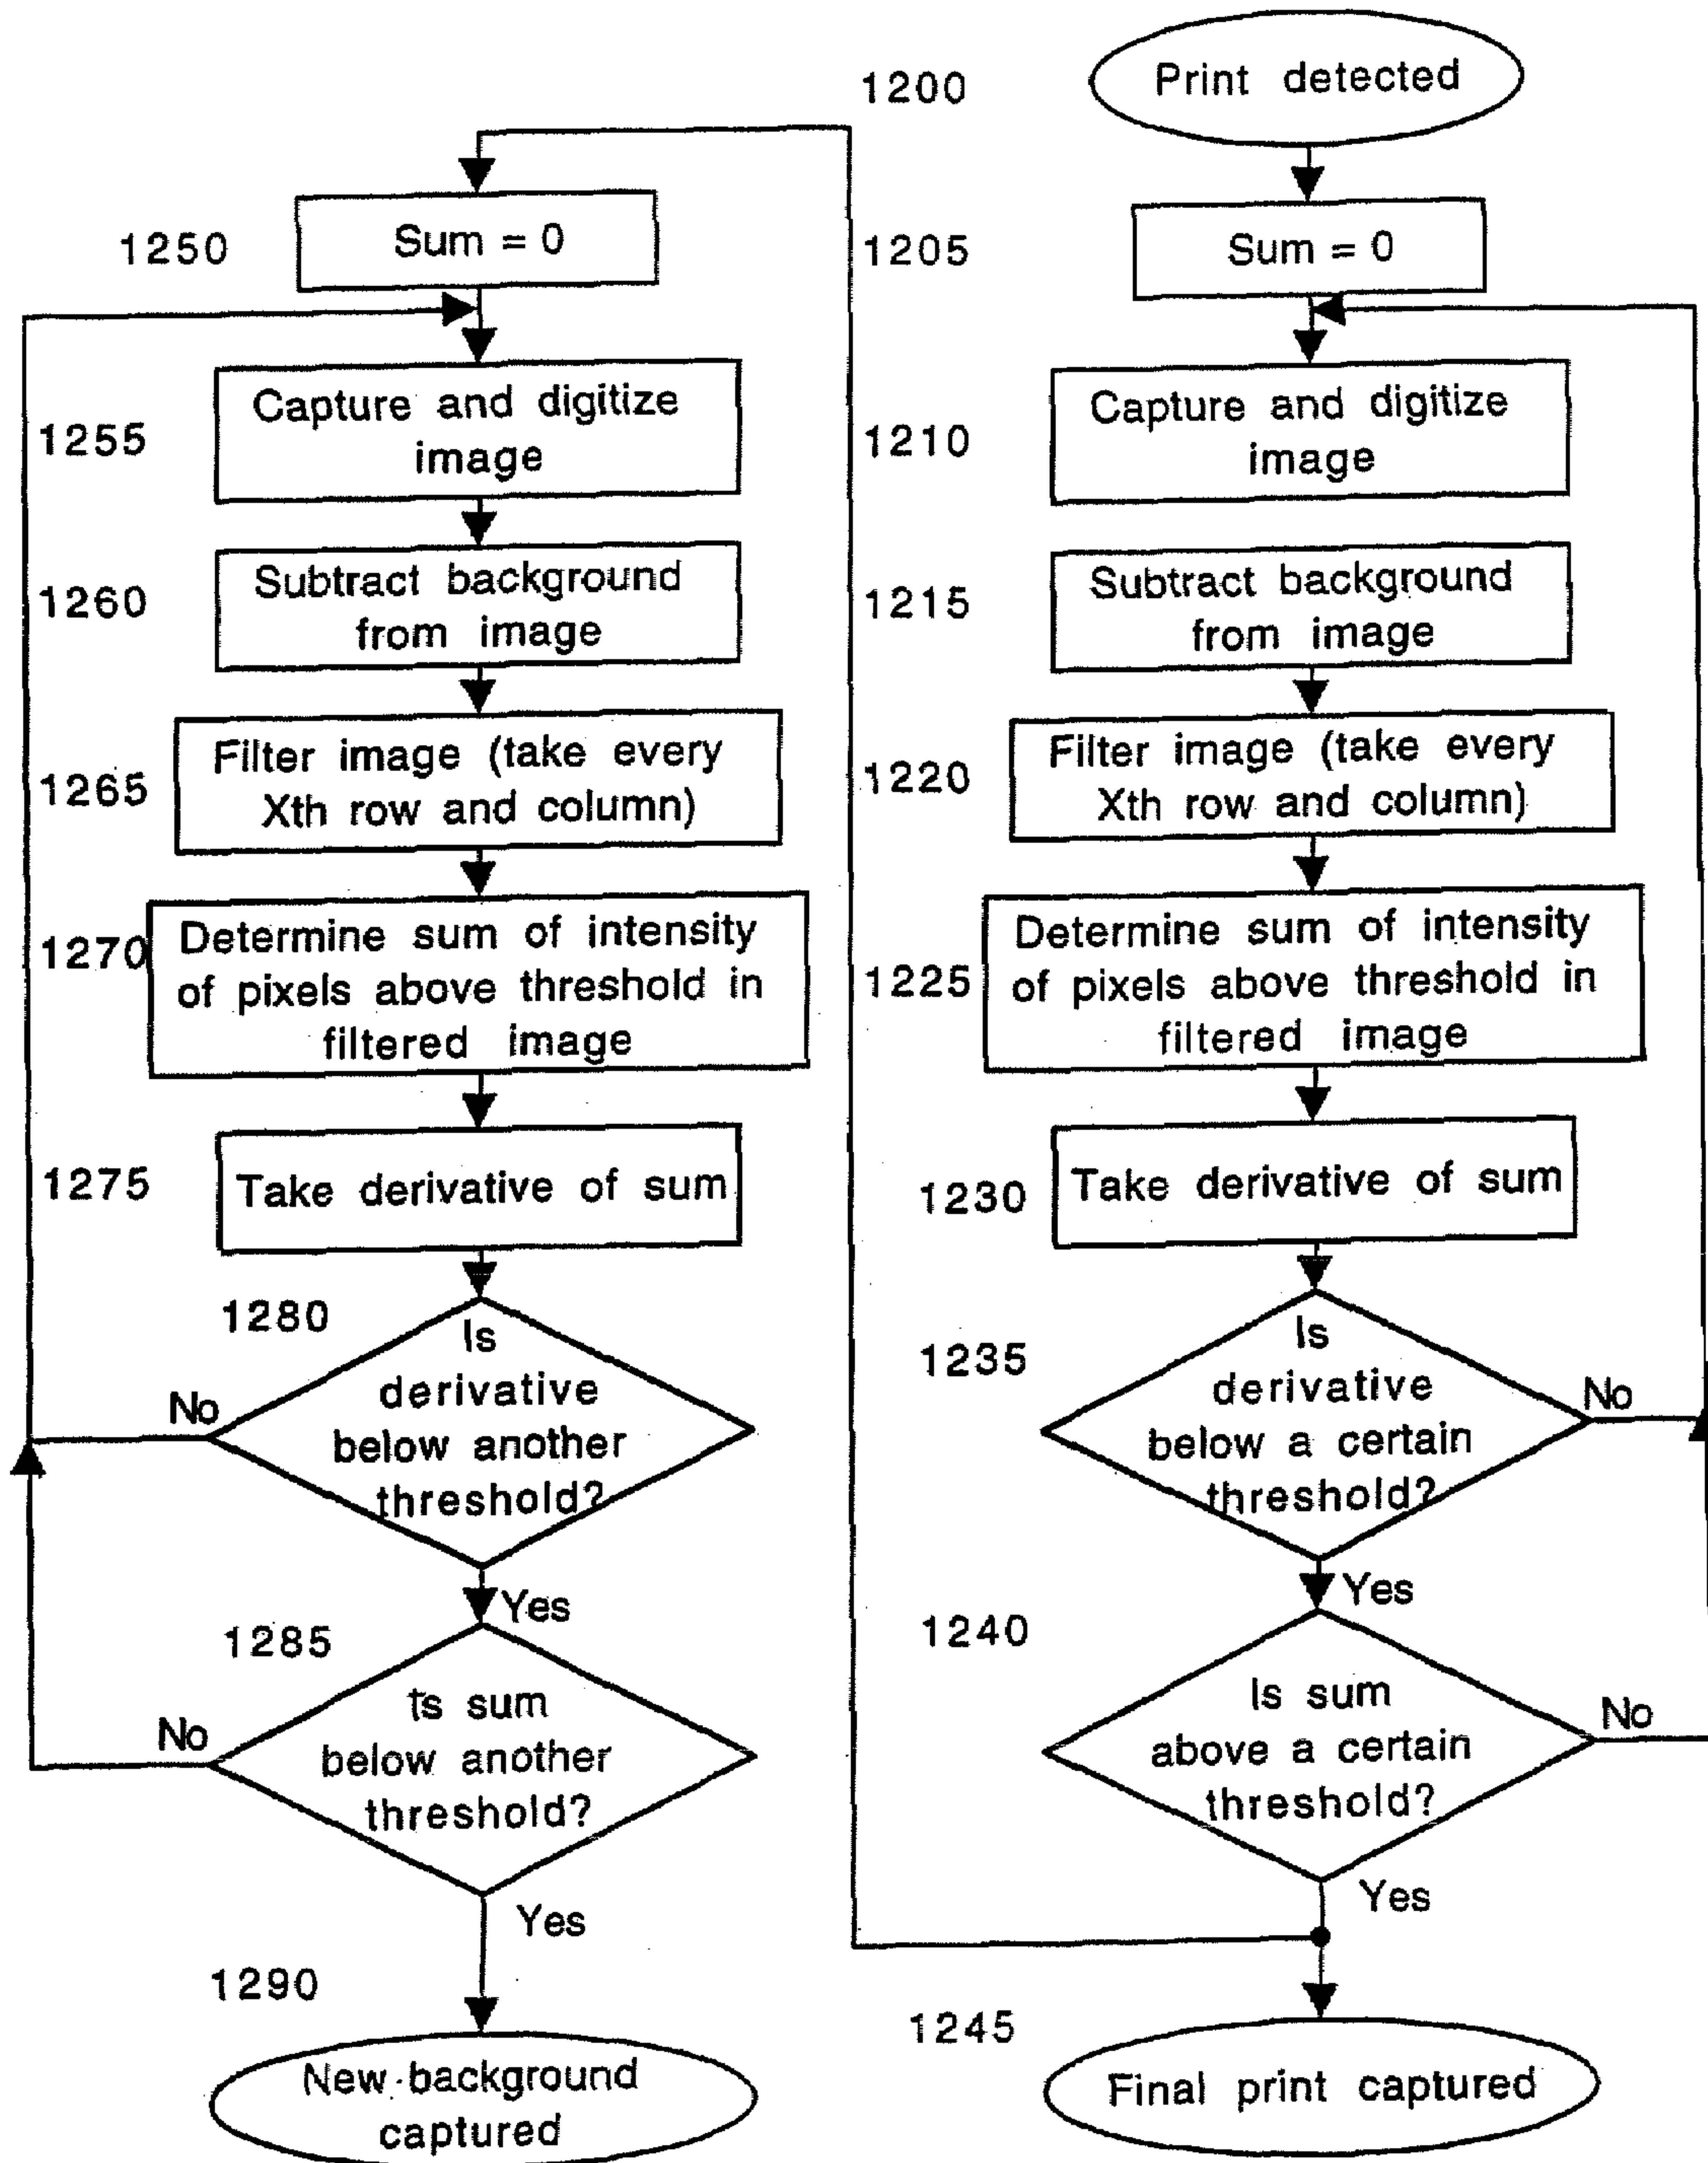 1200
Print detected
1205
Sum = 0
1210
Capture and digitize
image
1215
Subtract background
from image
1220
Filter image (take every
Xth row and column)
1225
Determine sum of intensity
of pixels above threshold in
filtered image
1230
Take derivative of sum
1235
Is
derivative
below a certain
threshold?
No
Yes
1240
Is sum
above a certain
threshold?
No
Yes
1245
Final print captured
1250
Sum = 0
1255
Capture and digitize
image
1260
Subtract background
from image
1265
Filter image (take every
Xth row and column)
1270
Determine sum of intensity
of pixels above threshold in
filtered image
1275
Take derivative of sum
1280
Is
derivative
below another
threshold?
No
Yes
1285
Is sum
below another
threshold?
No
Yes
1290
New background
captured